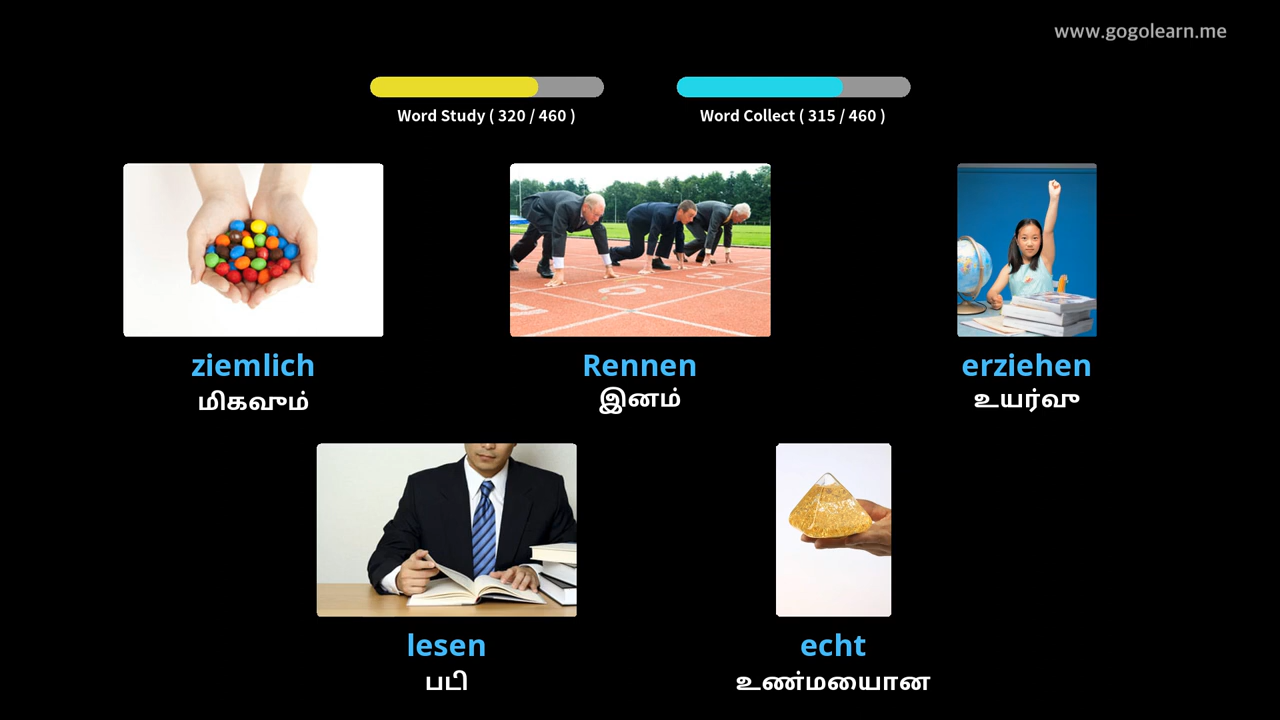 www.gogolearn.me
Word Study ( 320 / 460 )
Word Collect ( 315 / 460 )
ziemlich
மிகவும்
Rennen
இனம்
erziehen
உயர்வு
lesen
படி
echt
உண்மையான